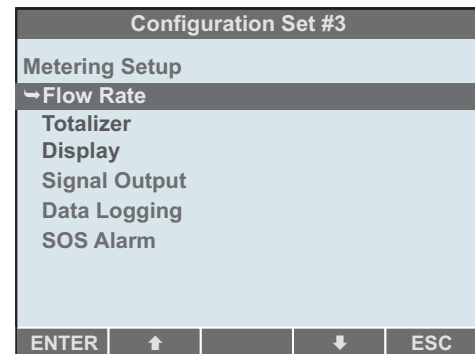 Configuration Set #3
Metering Setup
➥Flow Rate
Totalizer
Display
Signal Output
Data Logging
SOS Alarm
ENTER ⬆ ⬇ ESC